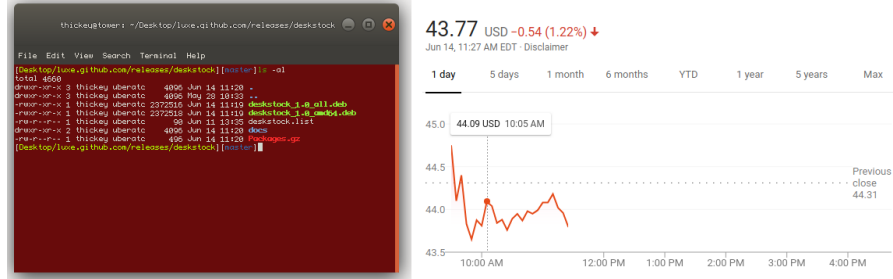 thickey@tower: ~/Desktop/luxe.github.com/releases/deskstock
File Edit View Search Terminal Help
[Desktop/luxe.github.com/releases/deskstock][master]ls -al
total 4660
drwxr-xr-x 3 thickey uberatc 4096 Jun 14 11:20 .
drwxr-xr-x 3 thickey uberatc 4096 May 28 10:33 ..
-rw-r--r-- 1 thickey uberatc 2372516 Jun 14 11:19 deskstock_1.0_all.deb
-rw-r--r-- 1 thickey uberatc 2372518 Jun 14 11:19 deskstock_1.0_amd64.deb
-rw-r--r-- 1 thickey uberatc 90 Jun 11 13:35 deskstock.list
drwxr-xr-x 2 thickey uberatc 4096 Jun 14 11:20 docs
-rw-r--r-- 1 thickey uberatc 496 Jun 14 11:20 Packages.gz
[Desktop/luxe.github.com/releases/deskstock][master]
43.77 USD −0.54 (1.22%)
Jun 14, 11:27 AM EDT · Disclaimer
1 day 5 days 1 month 6 months YTD 1 year 5 years Max
44.09 USD 10:05 AM
45.0
44.5
44.0
43.5
Previous
close
44.31
10:00 AM 12:00 PM 1:00 PM 2:00 PM 3:00 PM 4:00 PM